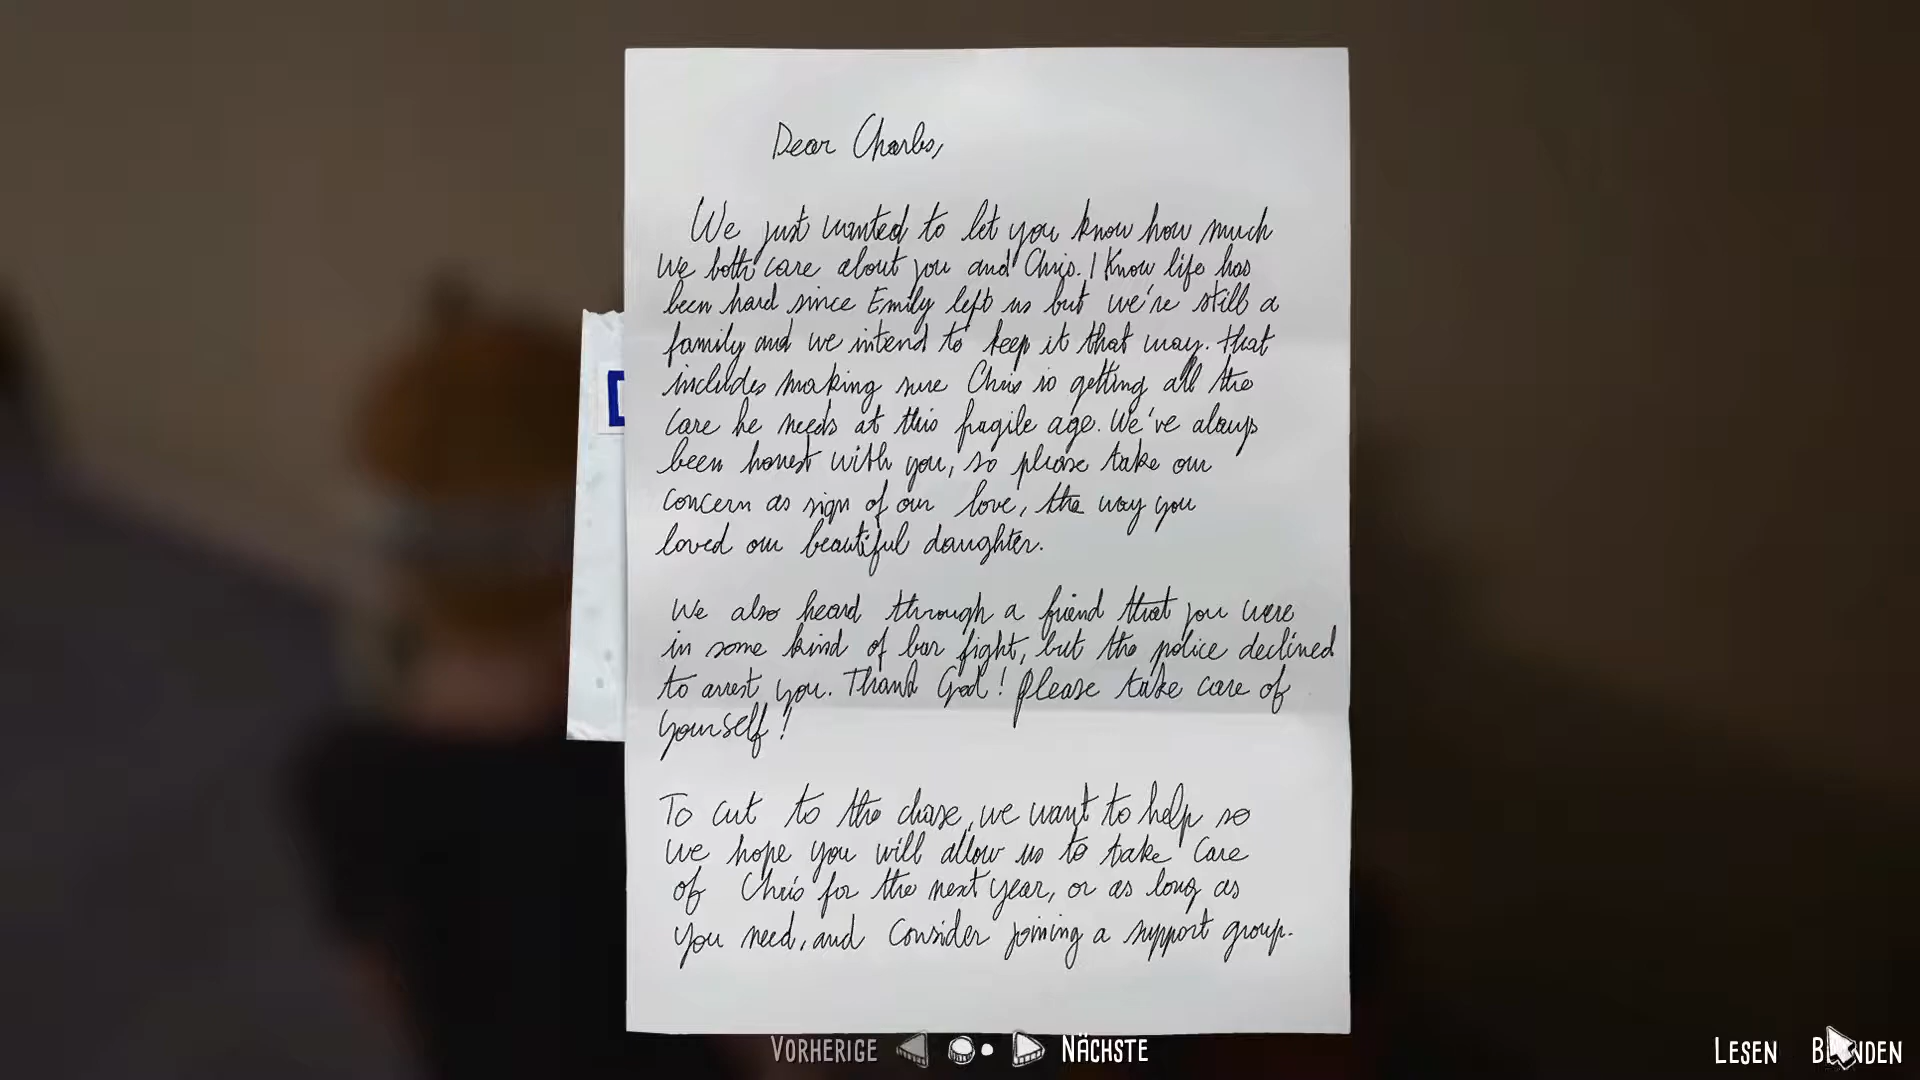 Dear Charles,
We just wanted to let you know how much
we both care about you and Chris. I know life has
been hard since Emily left us but we're still a
family and we intend to keep it that way. That
includes making sure Chris is getting all the
care he needs at this fragile age. We've always
been honest with you, so please take our
concern as sign of our love, the way you
loved our beautiful daughter.
We also heard through a friend that you were
in some kind of bar fight, but the police declined
to arrest you. Thank God! Please take care of
yourself!
To cut to the chase, we want to help so
we hope you will allow us to take care
of Chris for the next year, or as long as
you need, and consider joining a support group.
VORHERIGE NÄCHSTE
LESEN BEENDEN